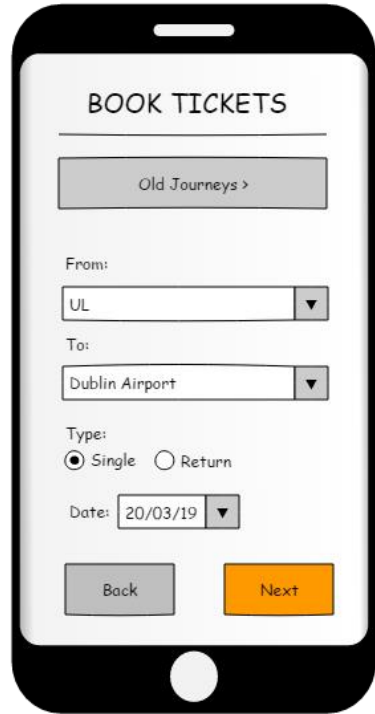 BOOK TICKETS
Old Journeys >
From:
UL
To:
Dublin Airport
Type:
Single Return
Date: 20/03/19
Back Next